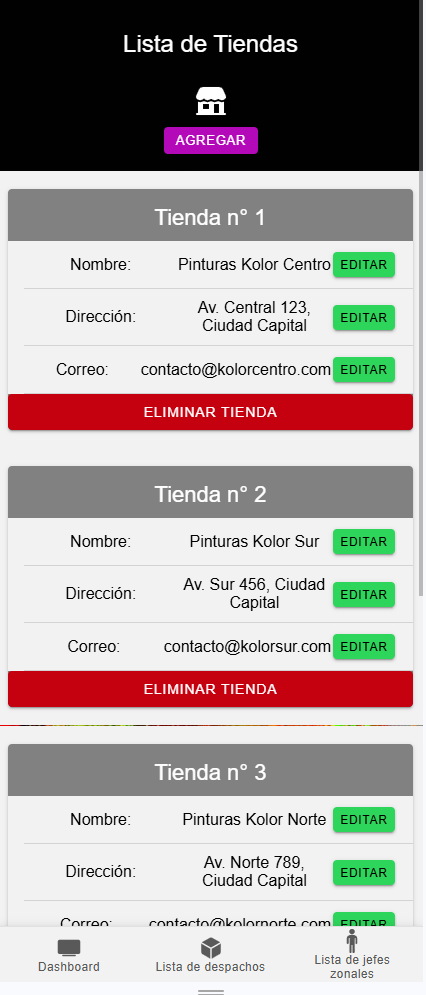 Lista de Tiendas
AGREGAR
Tienda n° 1
Nombre: Pinturas Kolor Centro EDITAR
Dirección: Av. Central 123,
Ciudad Capital EDITAR
Correo: contacto@kolorcentro.com EDITAR
ELIMINAR TIENDA
Tienda n° 2
Nombre: Pinturas Kolor Sur EDITAR
Dirección: Av. Sur 456, Ciudad
Capital EDITAR
Correo: contacto@kolorsur.com EDITAR
ELIMINAR TIENDA
Tienda n° 3
Nombre: Pinturas Kolor Norte EDITAR
Dirección: Av. Norte 789,
Ciudad Capital EDITAR
Correo: contacto@kolornorte.com EDITAR
Dashboard
Lista de despachos
Lista de jefes
zonales